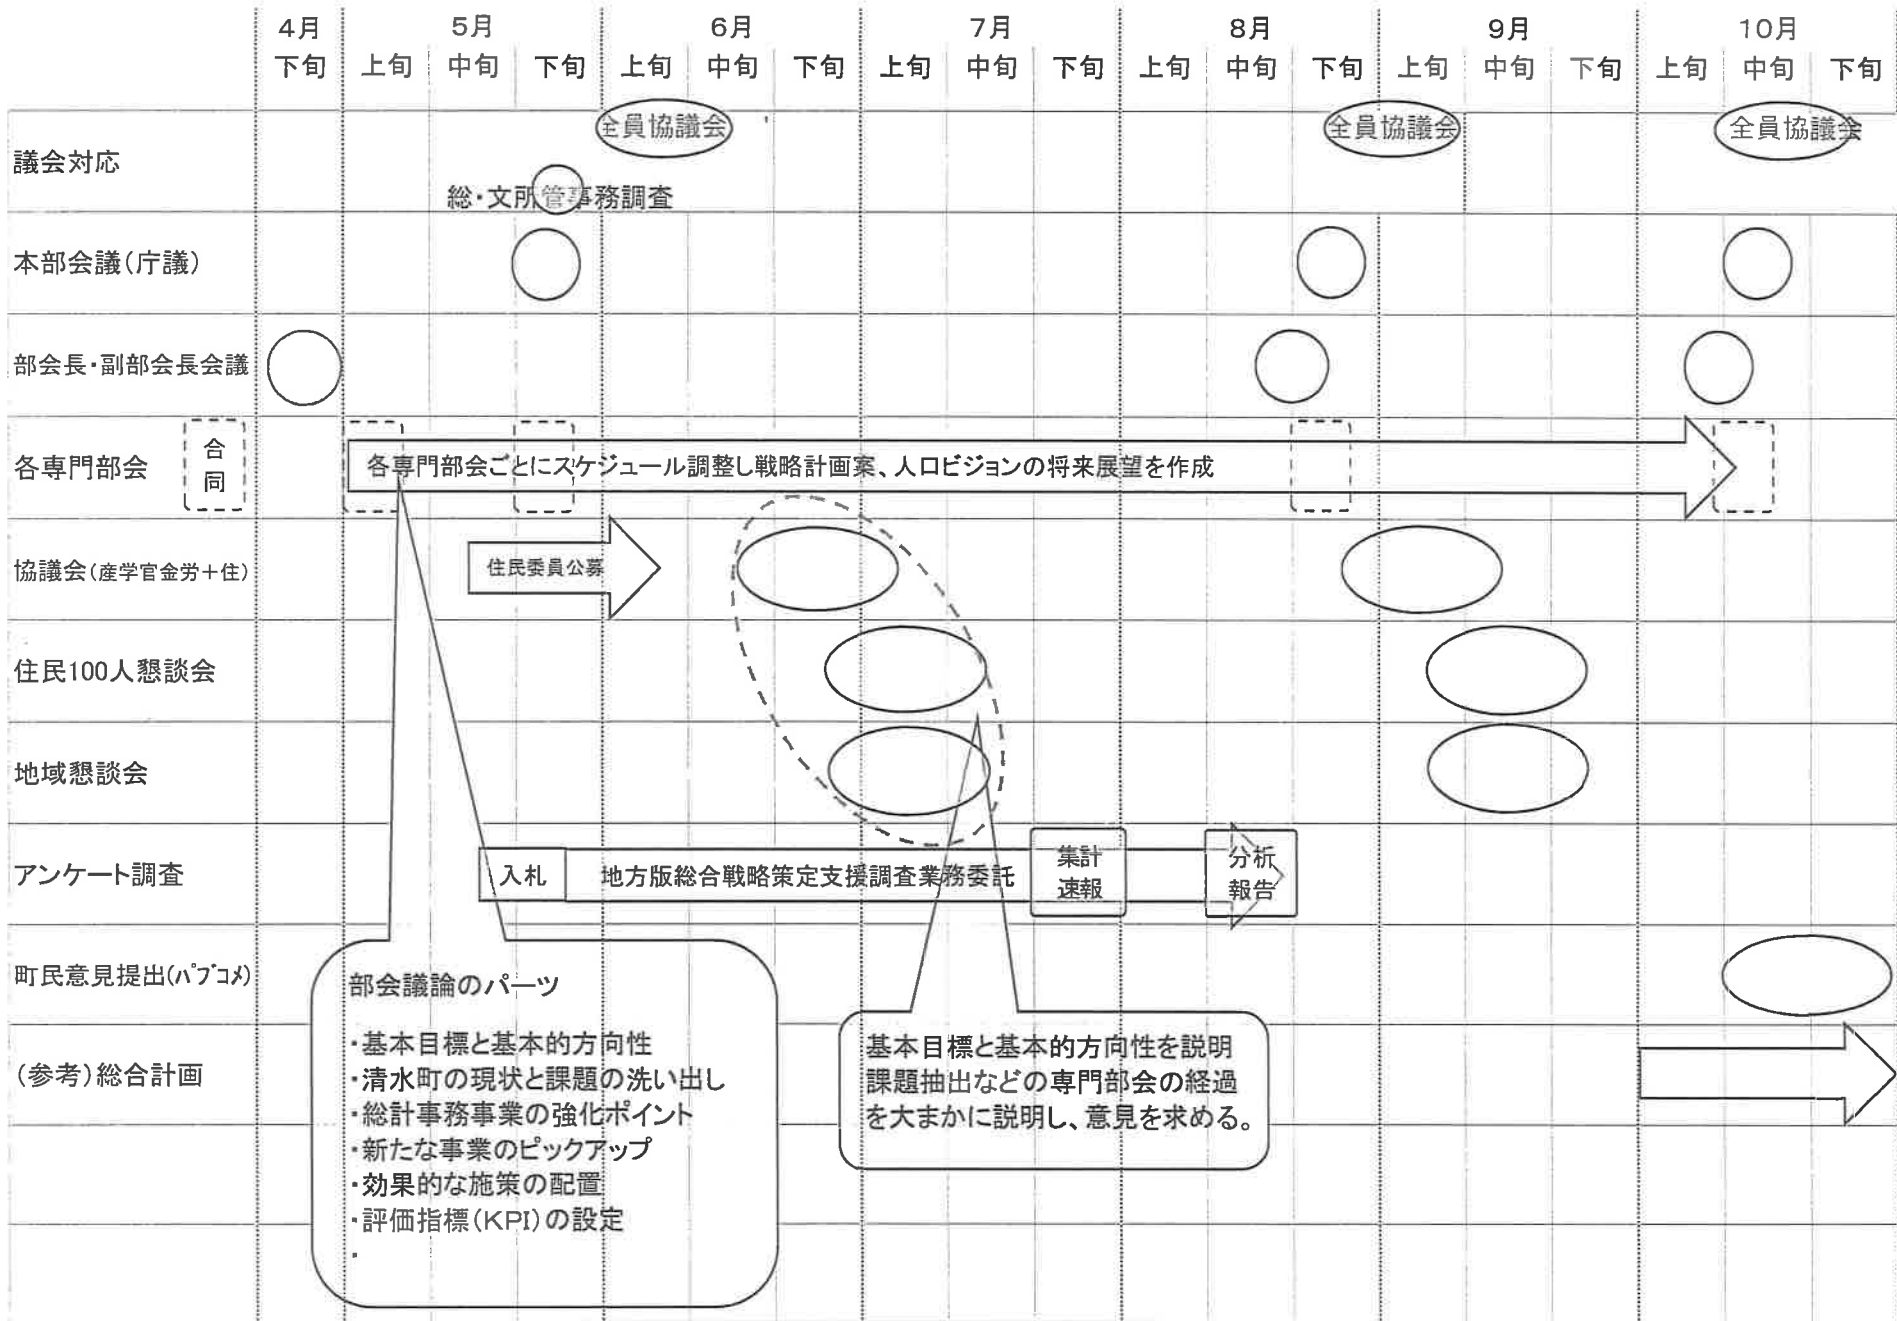 4月 5月 6月 7月 8月 9月 10月
下旬 上旬 中旬 下旬 上旬 中旬 下旬 上旬 中旬 下旬 上旬 中旬 下旬 上旬 中旬 下旬 上旬 中旬 下旬
全員協議会 全員協議会 全員協議会
議会対応
総・文所管事務調査
本部会議(庁議)
部会長・副部会長会議
各専門部会
合
同
各専門部会ごとにスケジュール調整し戦略計画案、人口ビジョンの将来展望を作成
協議会(産学官金労+住)
住民委員公募
住民100人懇談会
地域懇談会
アンケート調査
入札
地方版総合戦略策定支援調査業務委託
集計
速報
分析
報告
町民意見提出(パブコメ)
部会議論のパーツ
・基本目標と基本的方向性
・清水町の現状と課題の洗い出し
・総計事務事業の強化ポイント
・新たな事業のピックアップ
・効果的な施策の配置
・評価指標(KPI)の設定
・
基本目標と基本的方向性を説明
課題抽出などの専門部会の経過
を大まかに説明し、意見を求める。
(参考)総合計画